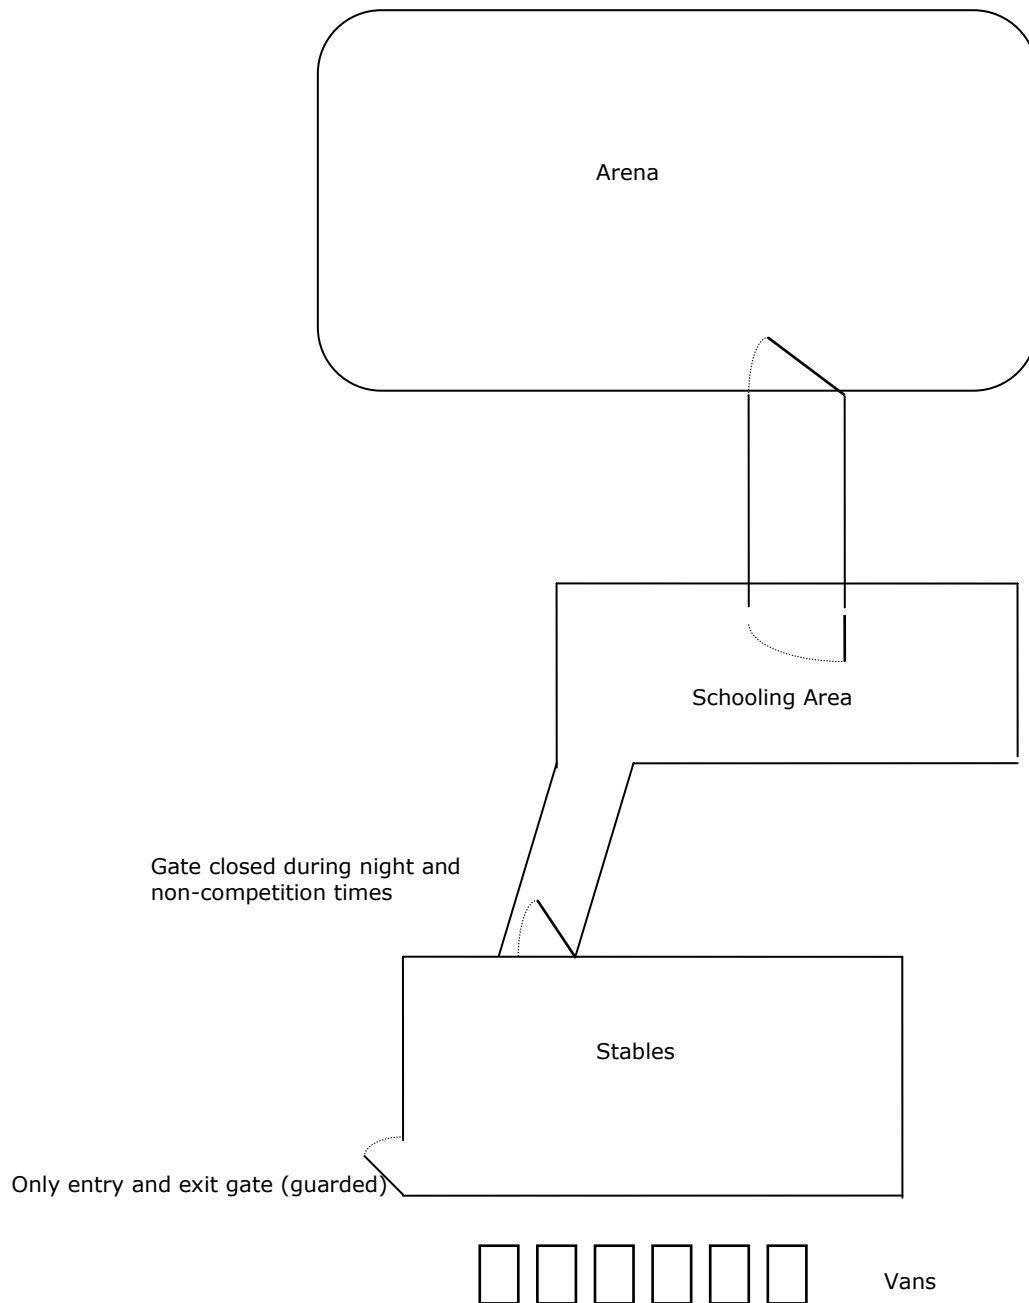 Arena
Schooling Area
Gate closed during night and
non-competition times
Stables
Only entry and exit gate (guarded)
Vans